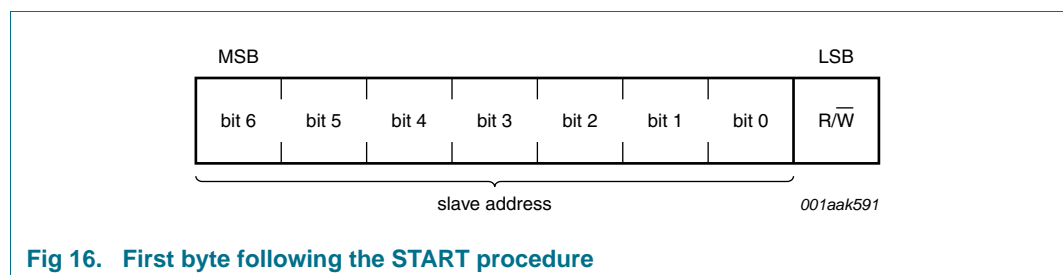 MSB LSB
bit 6 bit 5 bit 4 bit 3 bit 2 bit 1 bit 0 R/W̅
slave address 001aak591
Fig 16. First byte following the START procedure